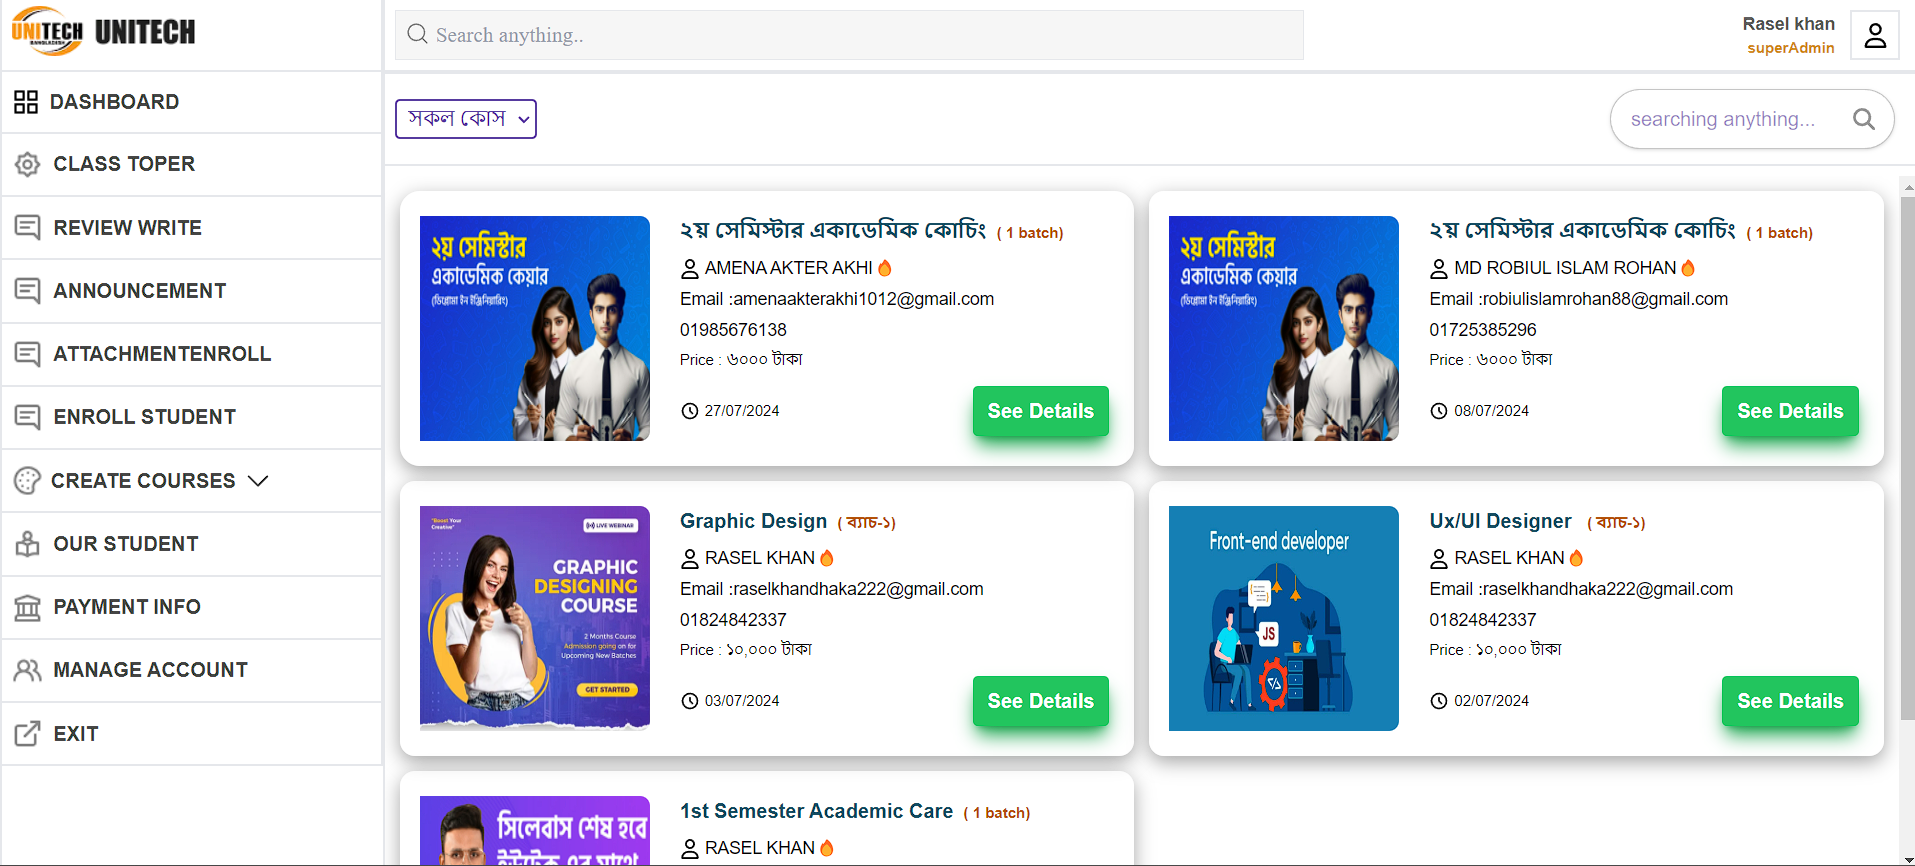 UNITECH
BANGLADESH
UNITECH
Search anything..
Rasel khan
superAdmin
DASHBOARD
CLASS TOPER
REVIEW WRITE
ANNOUNCEMENT
ATTACHMENTENROLL
ENROLL STUDENT
CREATE COURSES
OUR STUDENT
PAYMENT INFO
MANAGE ACCOUNT
EXIT
সকল কোস
searching anything...
২য় সেমিস্টার
একাডেমিক কেয়ার
(ডিপ্লোমা ইন ইঞ্জিনিয়ারিং)
২য় সেমিস্টার একাডেমিক কোচিং ( 1 batch)
AMENA AKTER AKHI
Email :amenaakterakhi1012@gmail.com
01985676138
Price : ৬০০০ টাকা
27/07/2024
See Details
২য় সেমিস্টার
একাডেমিক কেয়ার
(ডিপ্লোমা ইন ইঞ্জিনিয়ারিং)
২য় সেমিস্টার একাডেমিক কোচিং ( 1 batch)
MD ROBIUL ISLAM ROHAN
Email :robiulislamrohan88@gmail.com
01725385296
Price : ৬০০০ টাকা
08/07/2024
See Details
"Boost Your
Creative"
LIVE WEBINAR
GRAPHIC
DESIGNING
COURSE
2 Months Course
Admission going on for
Upcoming New Batches
GET STARTED
Graphic Design ( ব্যাচ-১)
RASEL KHAN
Email :raselkhandhaka222@gmail.com
01824842337
Price : ১০,০০০ টাকা
03/07/2024
See Details
Front-end developer
JS
</>
Ux/UI Designer ( ব্যাচ-১)
RASEL KHAN
Email :raselkhandhaka222@gmail.com
01824842337
Price : ১০,০০০ টাকা
02/07/2024
See Details
সিলেবাস শেষ হবে
ইউটেক এর সাথে
1st Semester Academic Care ( 1 batch)
RASEL KHAN